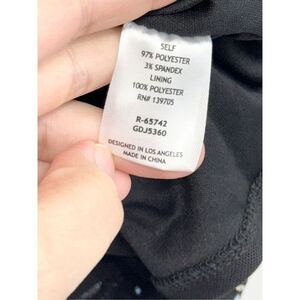 SELF
97% POLYESTER
3% SPANDEX
LINING
100% POLYESTER
RN# 139705
R-65742
GDJ5360
DESIGNED IN LOS ANGELES
MADE IN CHINA